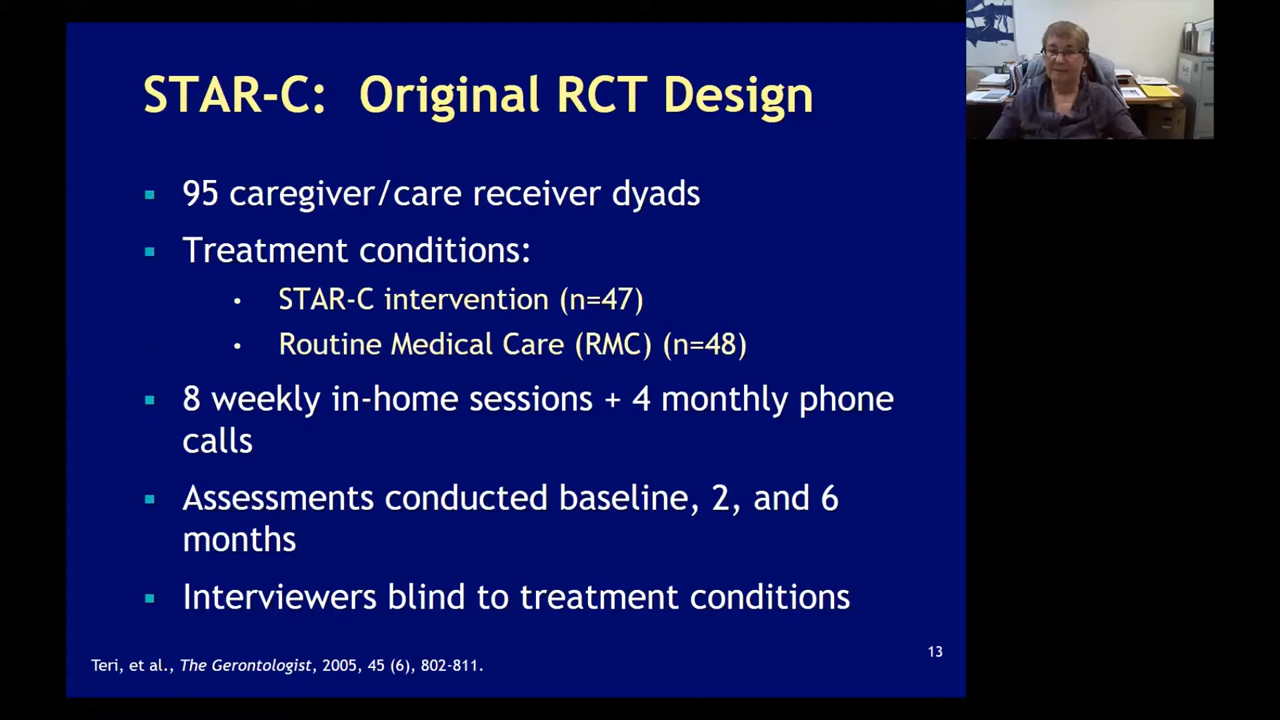 STAR-C: Original RCT Design
95 caregiver/care receiver dyads
Treatment conditions:
STAR-C intervention (n=47)
Routine Medical Care (RMC) (n=48)
8 weekly in-home sessions + 4 monthly phone
calls
Assessments conducted baseline, 2, and 6
months
Interviewers blind to treatment conditions
13
Teri, et al., The Gerontologist, 2005, 45 (6), 802-811.